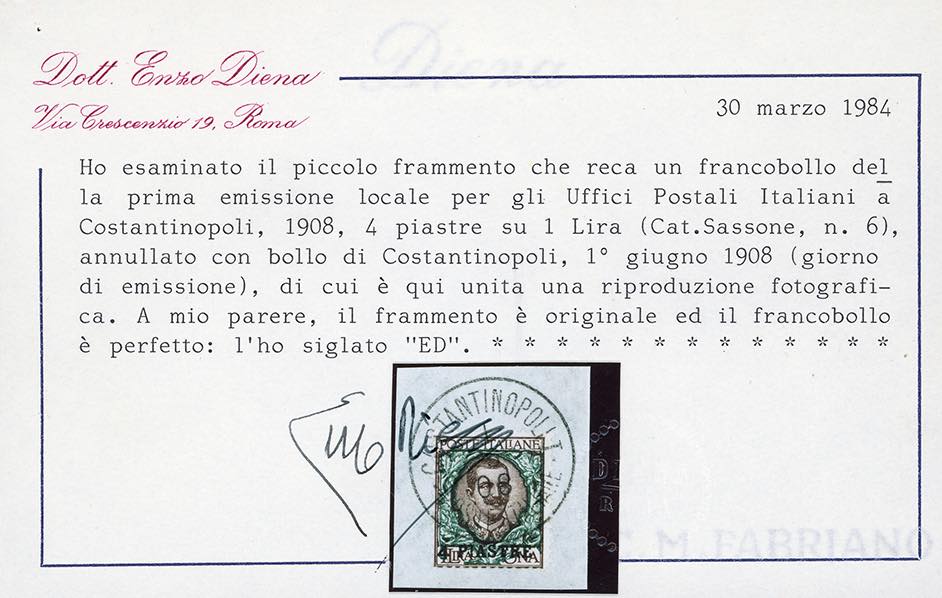 Diena
Dott. Enzo Diena
Via Crescenzio 19, Roma
30 marzo 1984
Ho esaminato il piccolo frammento che reca un francobollo del
la prima emissione locale per gli Uffici Postali Italiani a
Costantinopoli, 1908, 4 piastre su 1 Lira (Cat.Sassone, n. 6),
annullato con bollo di Costantinopoli, 1° giugno 1908 (giorno
di emissione), di cui è qui unita una riproduzione fotografi-
ca. A mio parere, il frammento è originale ed il francobollo
è perfetto: l'ho siglato "ED". * * * * * * * * * * * * * *
COSTANTINOPOLI
POSTE ITALIANE
4 PIASTRE
C. M. FABRIANO